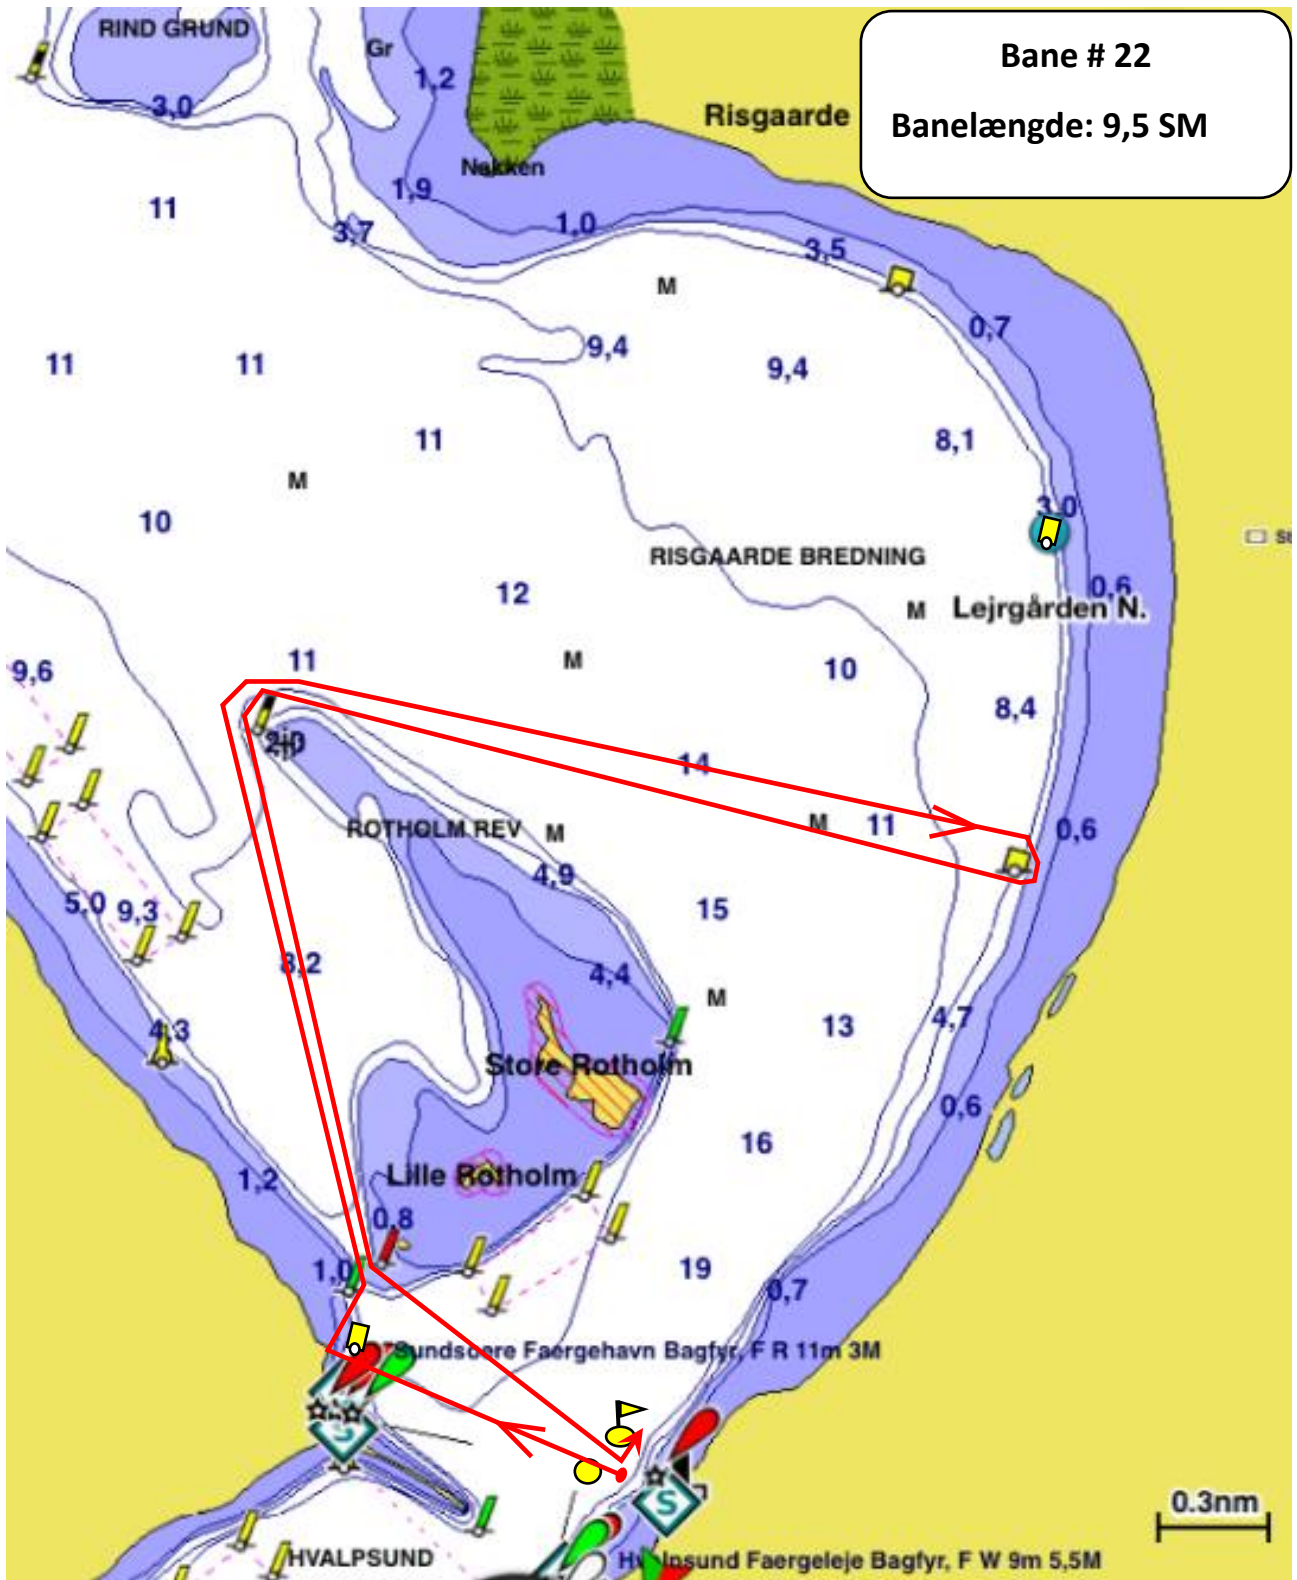 RIND GRUND
Gr
Bane # 22
1,2
3,0
Risgaarde
Banelængde: 9,5 SM
Nakken
1,9
11
1,0
3,7
3,5
M
0,7
9,4
11
11
9,4
11
8,1
M
3,0
10
RISGAARDE BREDNING
0,6
12
M
Lejrgården N.
11
M
9,6
10
8,4
2,0
14
M
11
0,6
ROTHOLM REV
M
4,9
5,0
9,3
15
8,2
4,4
M
4,3
13
4,7
Store Rotholm
0,6
16
Lille Rotholm
1,2
0,8
1,0
19
0,7
Sundsoere Faergehavn Bagfyr, F R 11m 3M
S
S
0.3nm
HVALPSUND
Hvalpsund Faergeleje Bagfyr, F W 9m 5,5M